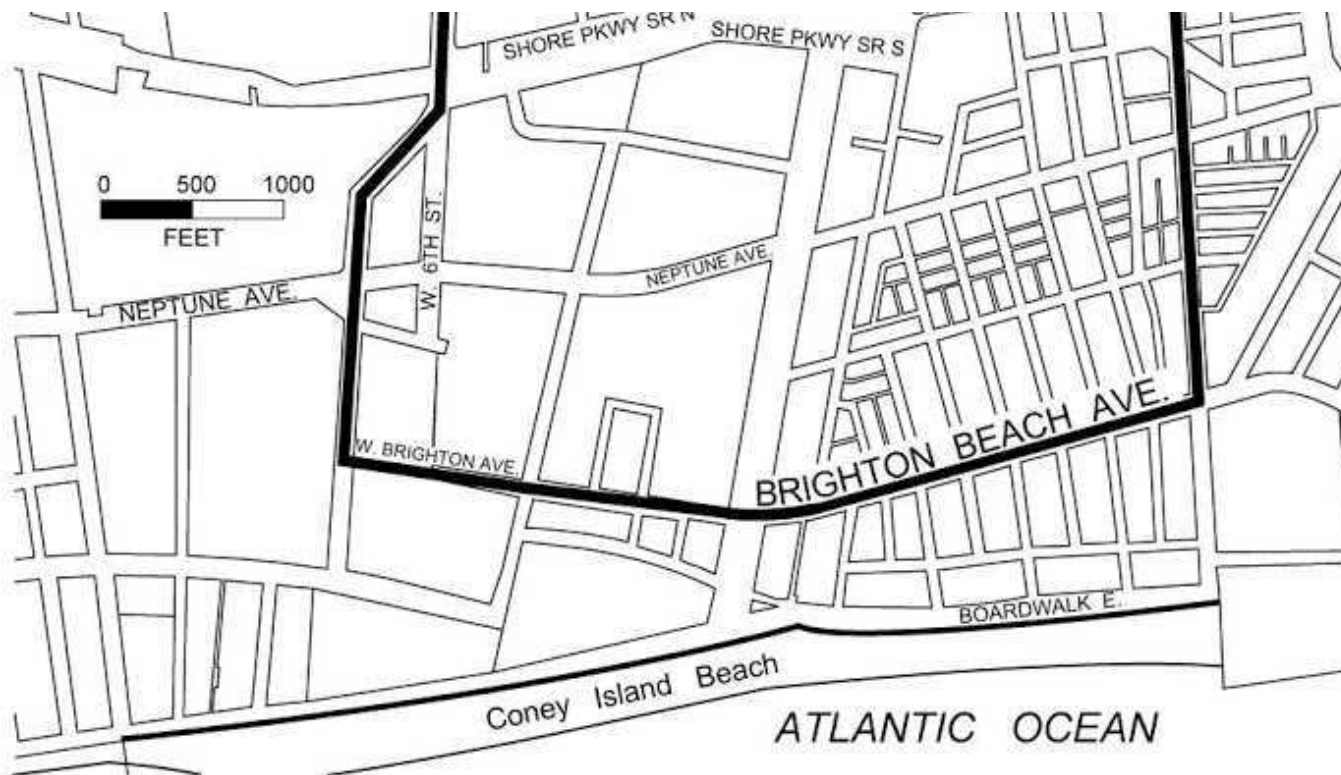 SHORE PKWY SR N
SHORE PKWY SR S
0 500 1000
FEET
W. 6TH ST.
NEPTUNE AVE.
NEPTUNE AVE.
W. BRIGHTON AVE.
BRIGHTON BEACH AVE.
BOARDWALK E.
Coney Island Beach
ATLANTIC OCEAN